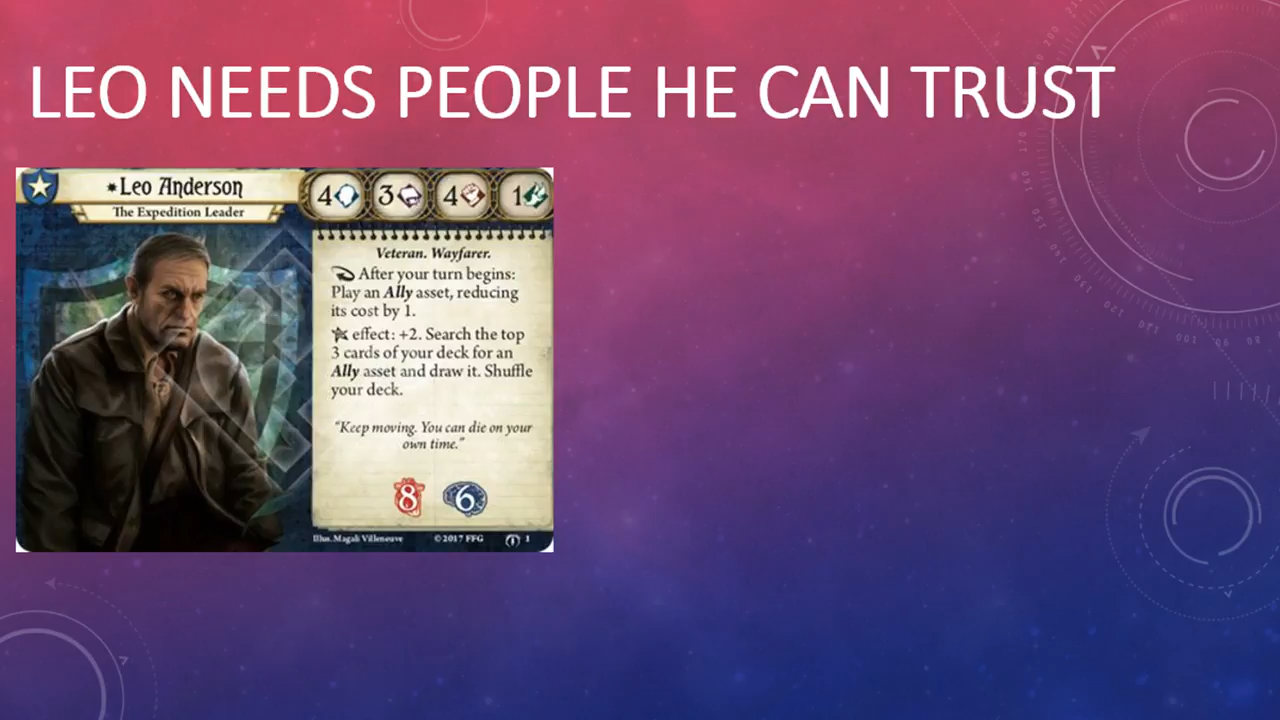 LEO NEEDS PEOPLE HE CAN TRUST
Leo Anderson
The Expedition Leader
4 3 4 1
Veteran. Wayfarer.
After your turn begins:
Play an Ally asset, reducing
its cost by 1.
effect: +2. Search the top
3 cards of your deck for an
Ally asset and draw it. Shuffle
your deck.
“Keep moving. You can die on your
own time.”
8 6
Illus. Magali Villeneuve © 2017 FFG 1